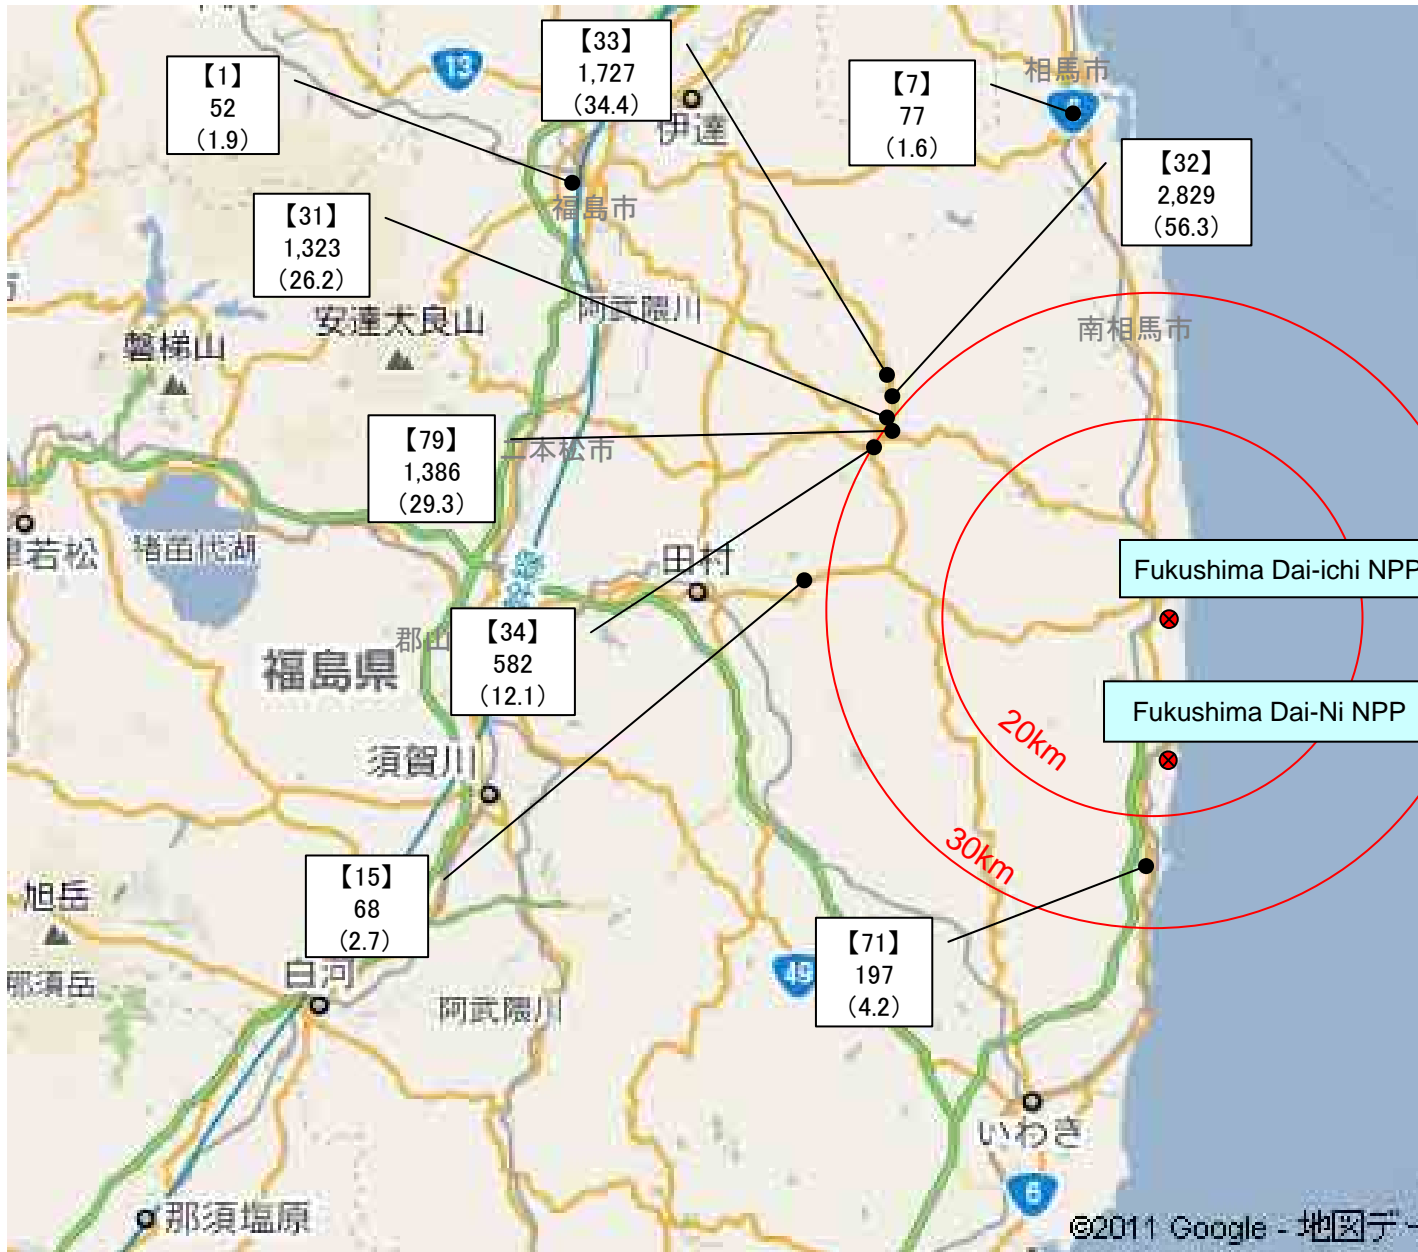 【33】
1,727
(34.4)
【1】
52
(1.9)
13
伊達
【7】
77
(1.6)
相馬市
【32】
2,829
(56.3)
【31】
1,323
(26.2)
福島市
阿武隈川
安達太良山
磐梯山
南相馬市
【79】
1,386
(29.3)
二本松市
若松
猪苗代湖
田村
Fukushima Dai-ichi NPP
【34】
582
(12.1)
郡山
福島県
Fukushima Dai-Ni NPP
20km
須賀川
30km
【15】
68
(2.7)
旭岳
那須岳
白河
阿武隈川
49
【71】
197
(4.2)
いわき
6
那須塩原
©2011 Google - 地図デー